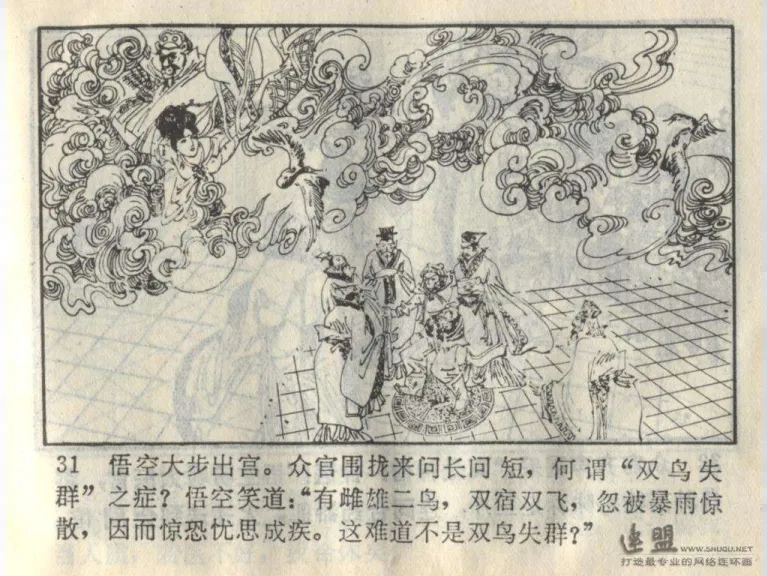 31 悟空大步出宫。众官围拢来问长问短，何谓“双鸟失
群”之症？悟空笑道：“有雌雄二鸟，双宿双飞，忽被暴雨惊
散，因而惊恐忧思成疾。这难道不是双鸟失群？”
连盟 WWW.SHUQU.NET
打造最专业的网络连环画